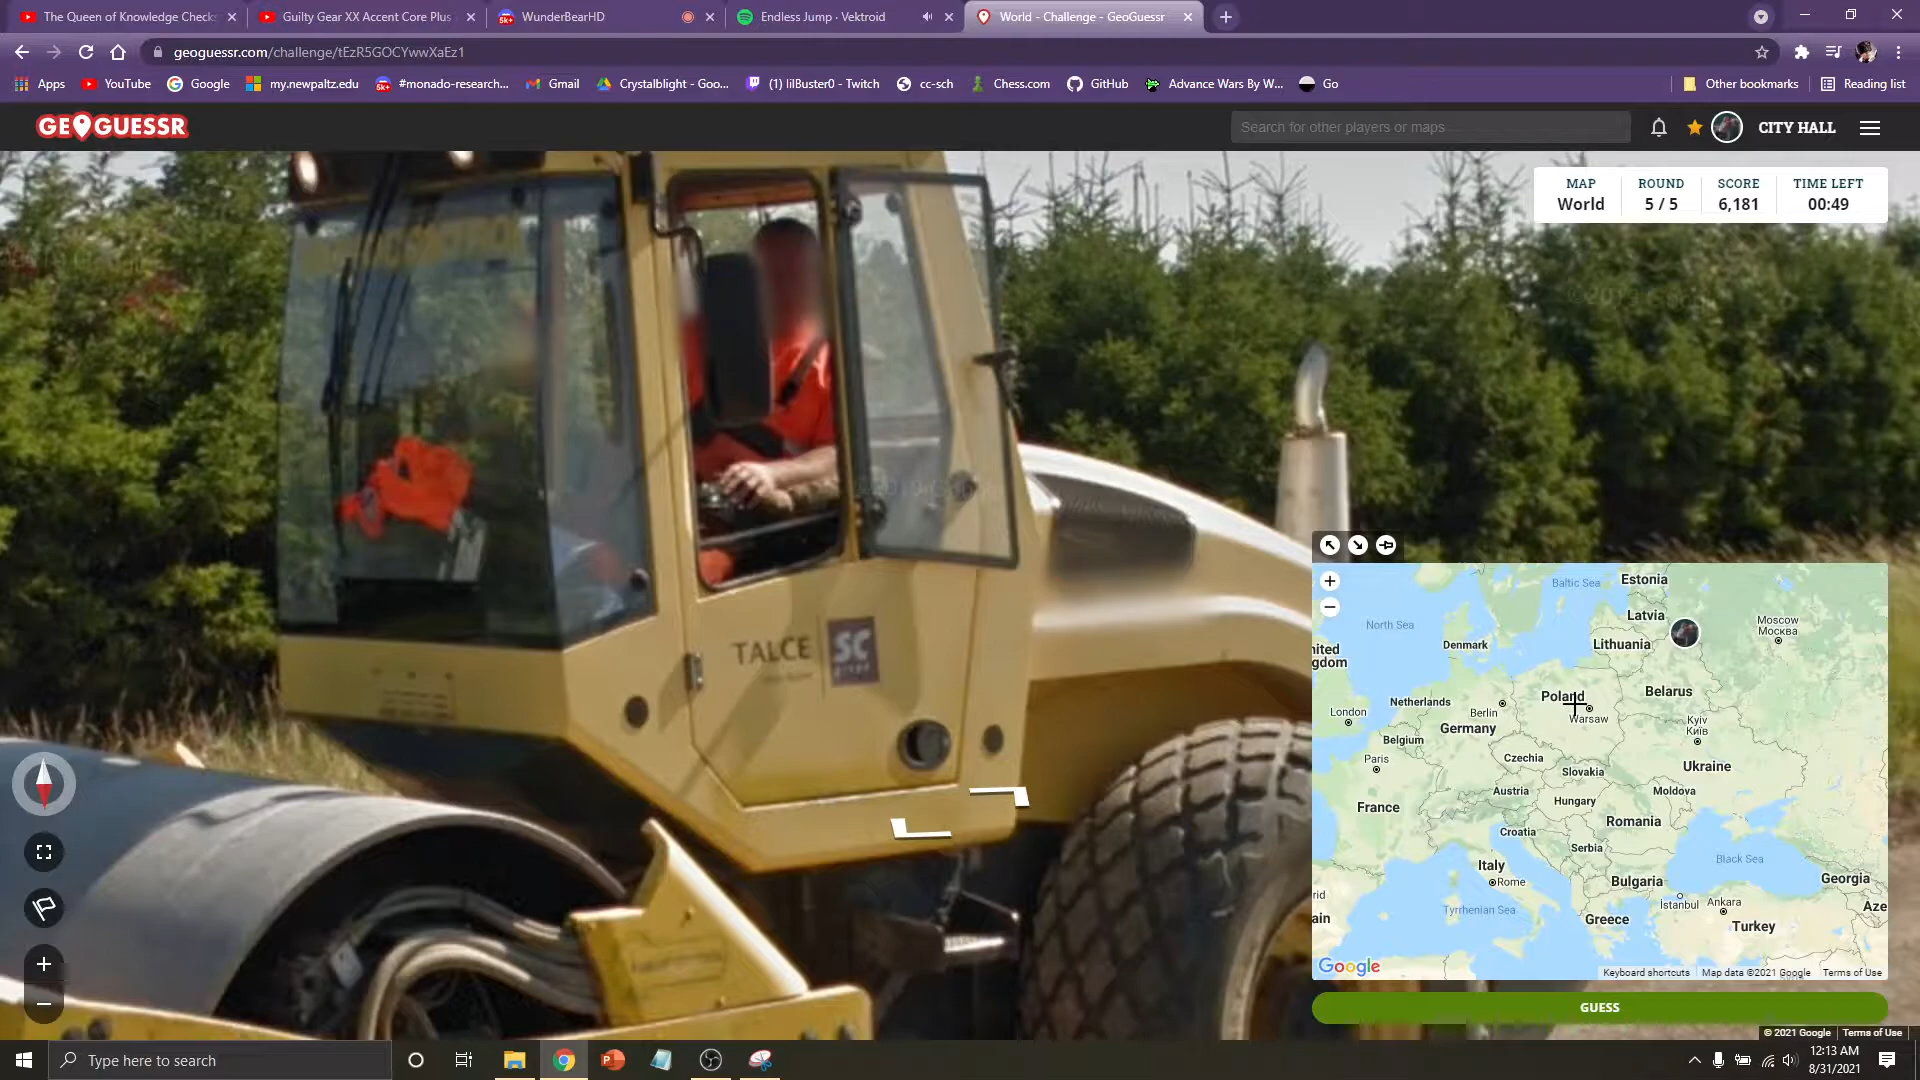 The Queen of Knowledge Check
Guilty Gear XX Accent Core Plus
WunderBearHD
Endless Jump · Vektroid
World - Challenge - GeoGuessr
geoguessr.com/challenge/tEzR5GOCYwwXaEz1
Apps
YouTube
Google
my.newpaltz.edu
#monado-research...
Gmail
Crystalblight - Goo...
(1) lilBuster0 - Twitch
cc-sch
Chess.com
GitHub
Advance Wars By W...
Go
Other bookmarks
Reading list
GEOGUESSR
Search for other players or maps
CITY HALL
MAP
World
ROUND
5 / 5
SCORE
6,181
TIME LEFT
00:49
TALCE
SC
Baltic Sea
Estonia
Latvia
Moscow
Москва
North Sea
Denmark
Lithuania
nited
gdom
Poland
Belarus
Netherlands
Berlin
Warsaw
London
Germany
Kyiv
Київ
Belgium
Paris
Czechia
Ukraine
Slovakia
Austria
Moldova
France
Hungary
Romania
Croatia
Serbia
Black Sea
Italy
Rome
Bulgaria
Georgia
rid
ain
Tyrrhenian Sea
İstanbul
Ankara
Aze
Greece
Turkey
Google
Keyboard shortcuts
Map data ©2021 Google
Terms of Use
GUESS
© 2021 Google
Terms of Use
Type here to search
12:13 AM
8/31/2021